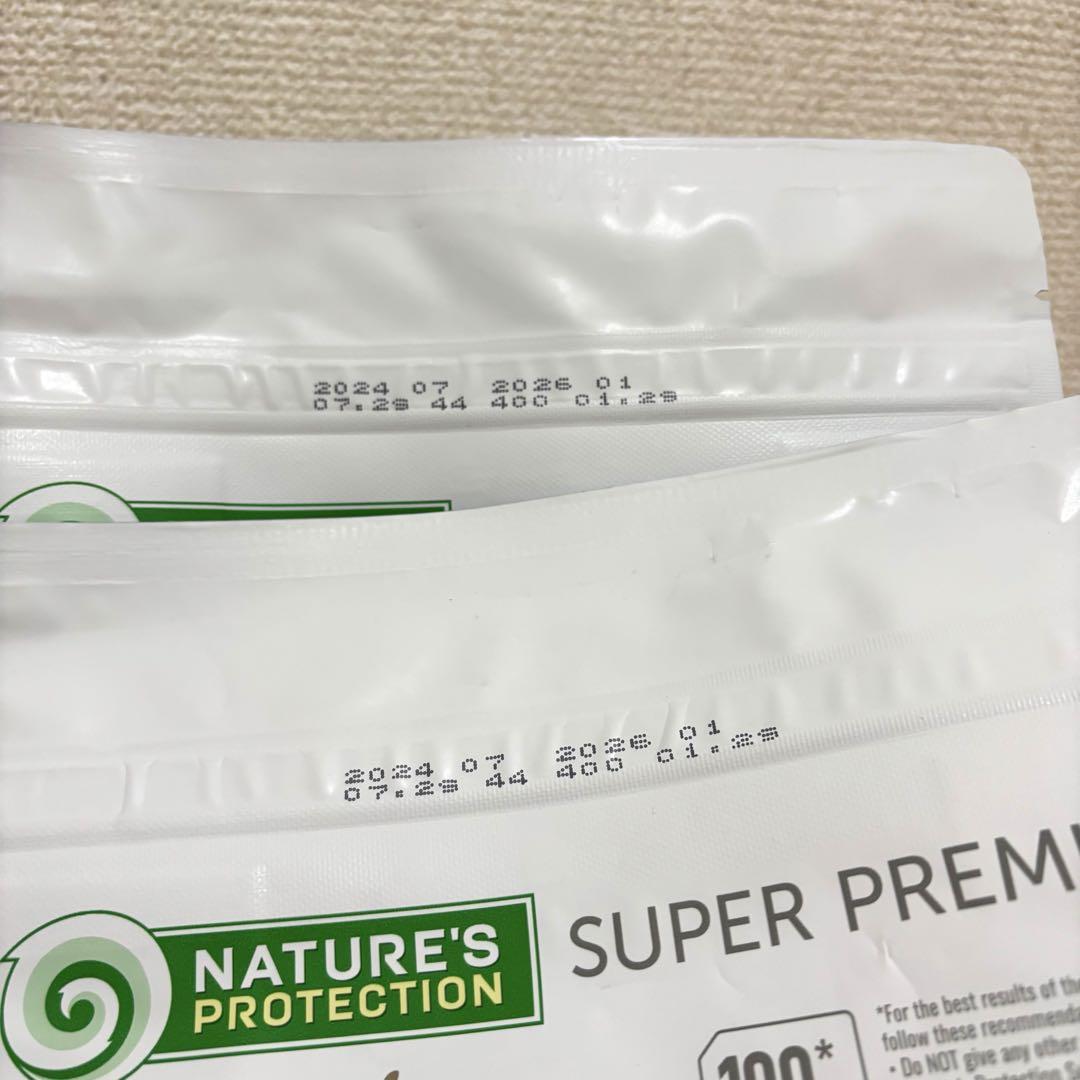 2024 07 2026 01
07.29 44 400 01.29
2024 07 2026 01
07.29 44 400 01.29
NATURE'S
PROTECTION
SUPER PREM
100*
*For the best results of the
follow these recommenda
• Do NOT give any other
Protection